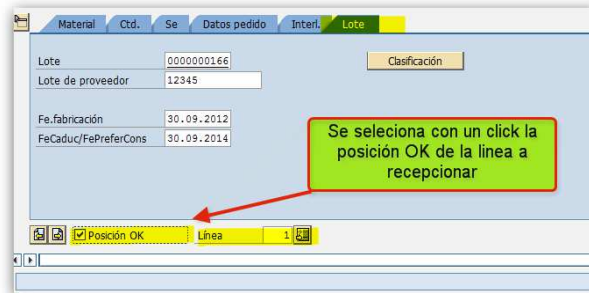 Material Ctd. Se Datos pedido Interl. Lote
Lote 0000000166 Clasificación
Lote de proveedor 12345
Fe.fabricación 30.09.2012
FeCaduc/FePreferCons 30.09.2014
Se seleciona con un click la
posición OK de la linea a
recepcionar
Posición OK Línea 1